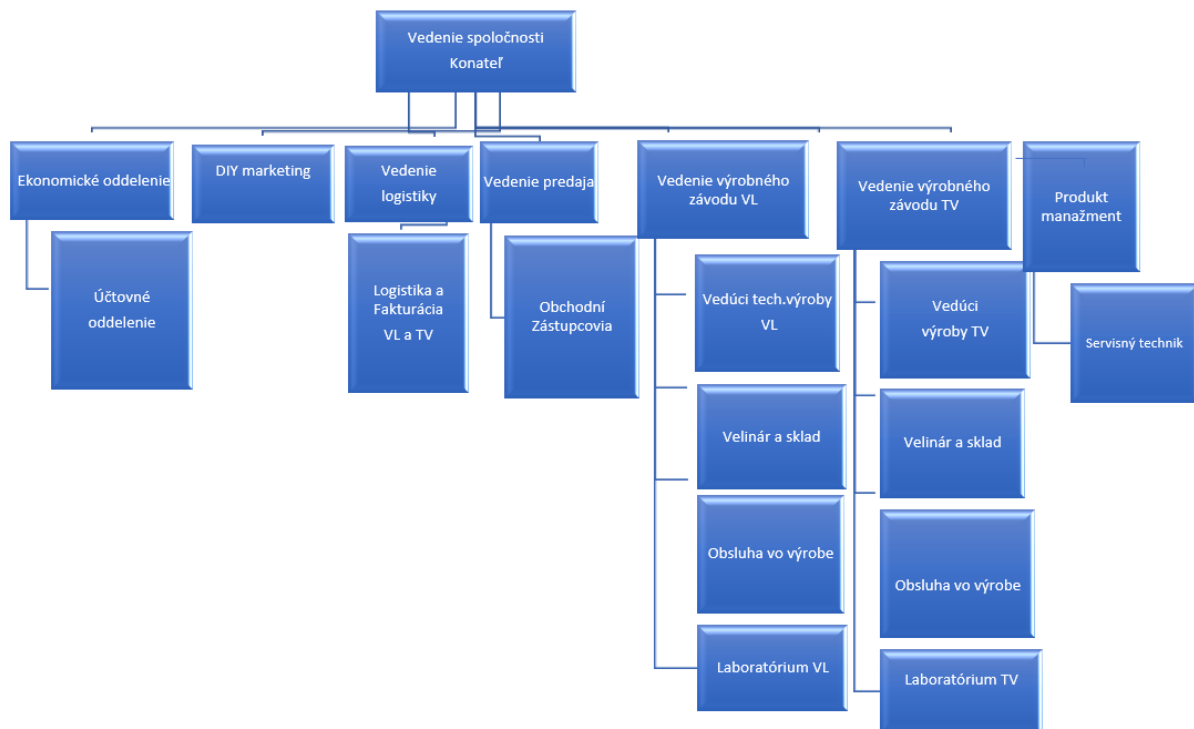 Vedenie spoločnosti
Konateľ
Ekonomické oddelenie
DIY marketing
Vedenie
logistiky
Vedenie predaja
Vedenie výrobného
závodu VL
Vedenie výrobného
závodu TV
Produkt
manažment
Účtovné
oddelenie
Logistika a
Fakturácia
VL a TV
Obchodní
Zástupcovia
Vedúci tech.výroby
VL
Vedúci
výroby TV
Servisný technik
Velinár a sklad
Velinár a sklad
Obsluha vo výrobe
Obsluha vo výrobe
Laboratórium VL
Laboratórium TV